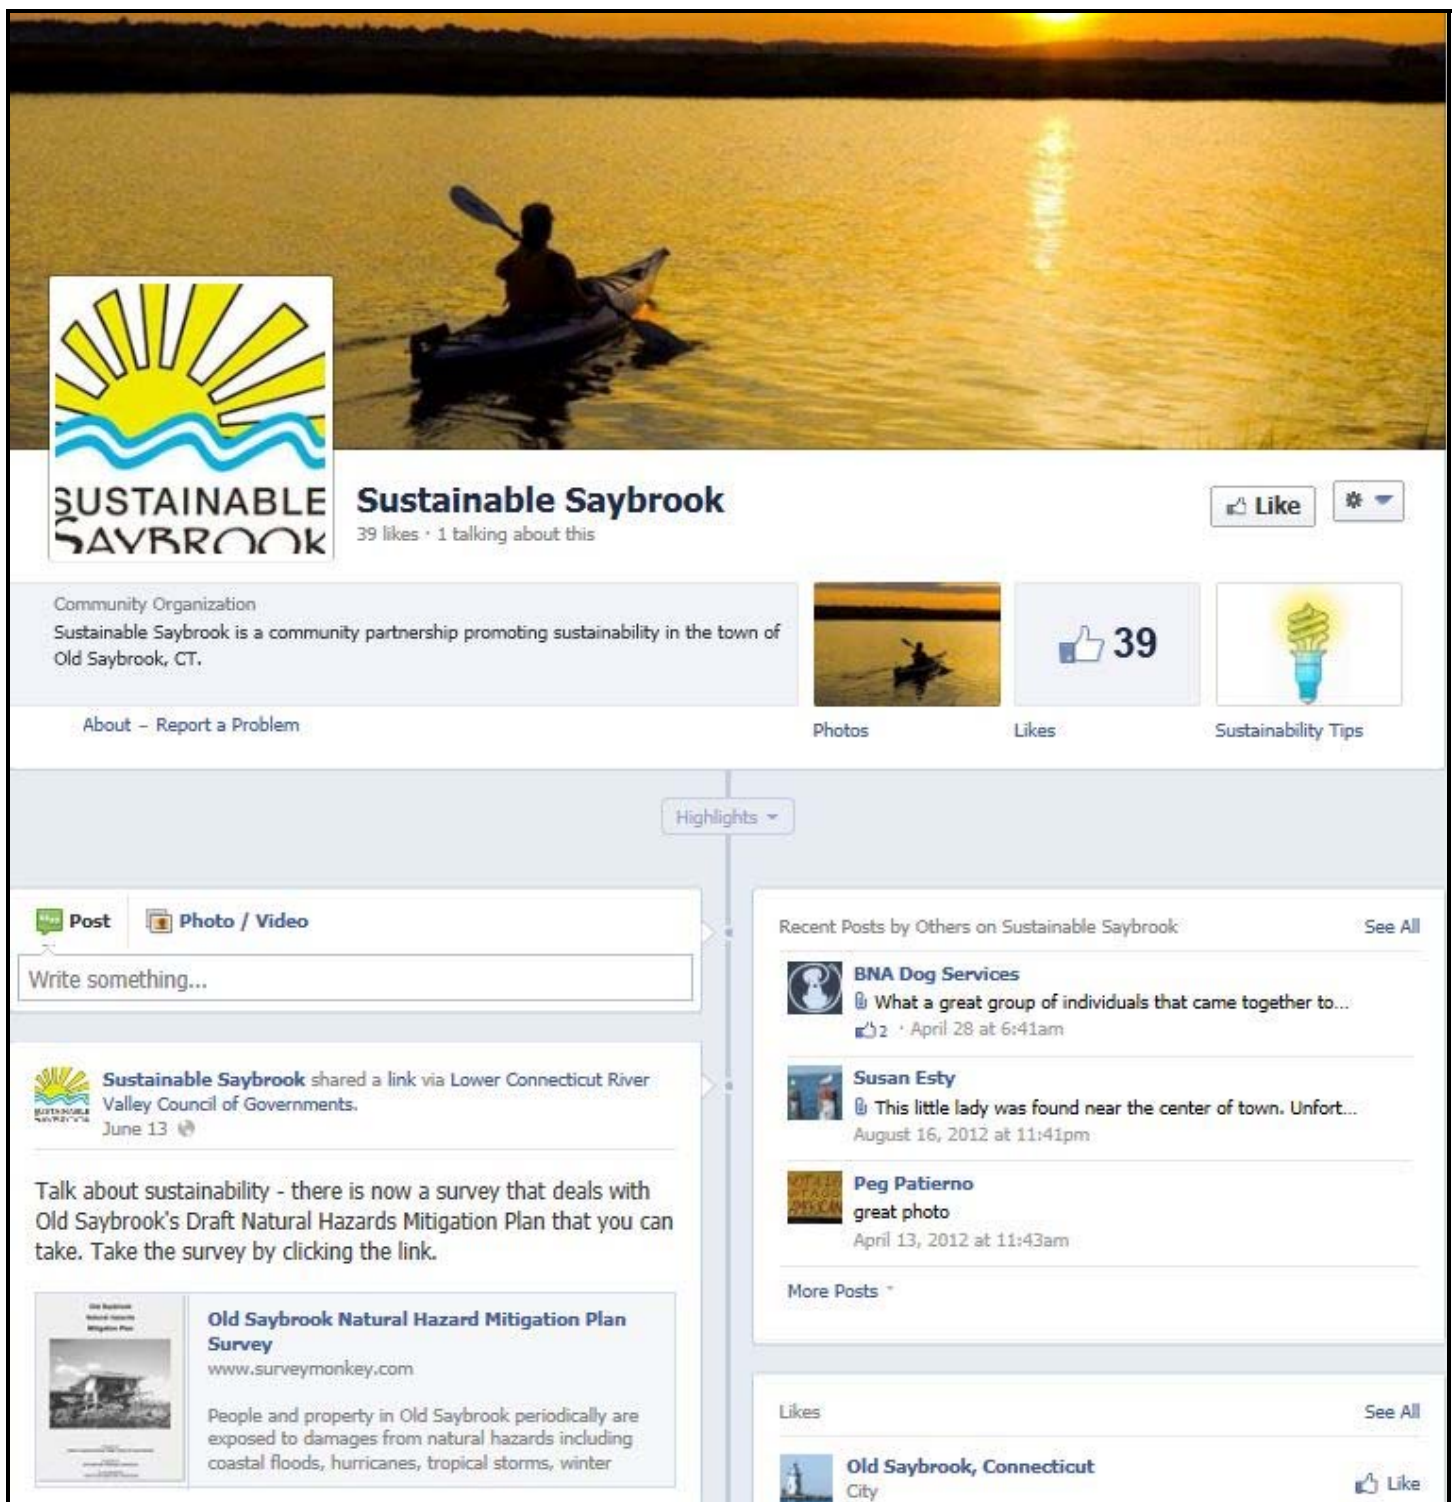 SUSTAINABLE
SAYBROOK
Sustainable Saybrook
39 likes · 1 talking about this
Like
Community Organization
Sustainable Saybrook is a community partnership promoting sustainability in the town of
Old Saybrook, CT.
About – Report a Problem
39
Photos
Likes
Sustainability Tips
Highlights
Post
Photo / Video
Write something...
Sustainable Saybrook shared a link via Lower Connecticut River
Valley Council of Governments.
June 13
Talk about sustainability - there is now a survey that deals with
Old Saybrook's Draft Natural Hazards Mitigation Plan that you can
take. Take the survey by clicking the link.
Old Saybrook
Natural Hazards
Mitigation Plan
Old Saybrook Natural Hazard Mitigation Plan
Survey
www.surveymonkey.com
People and property in Old Saybrook periodically are
exposed to damages from natural hazards including
coastal floods, hurricanes, tropical storms, winter
Recent Posts by Others on Sustainable Saybrook
See All
BNA Dog Services
What a great group of individuals that came together to...
2 · April 28 at 6:41am
Susan Esty
This little lady was found near the center of town. Unfort...
August 16, 2012 at 11:41pm
Peg Patierno
great photo
April 13, 2012 at 11:43am
More Posts
Likes
See All
Old Saybrook, Connecticut
City
Like